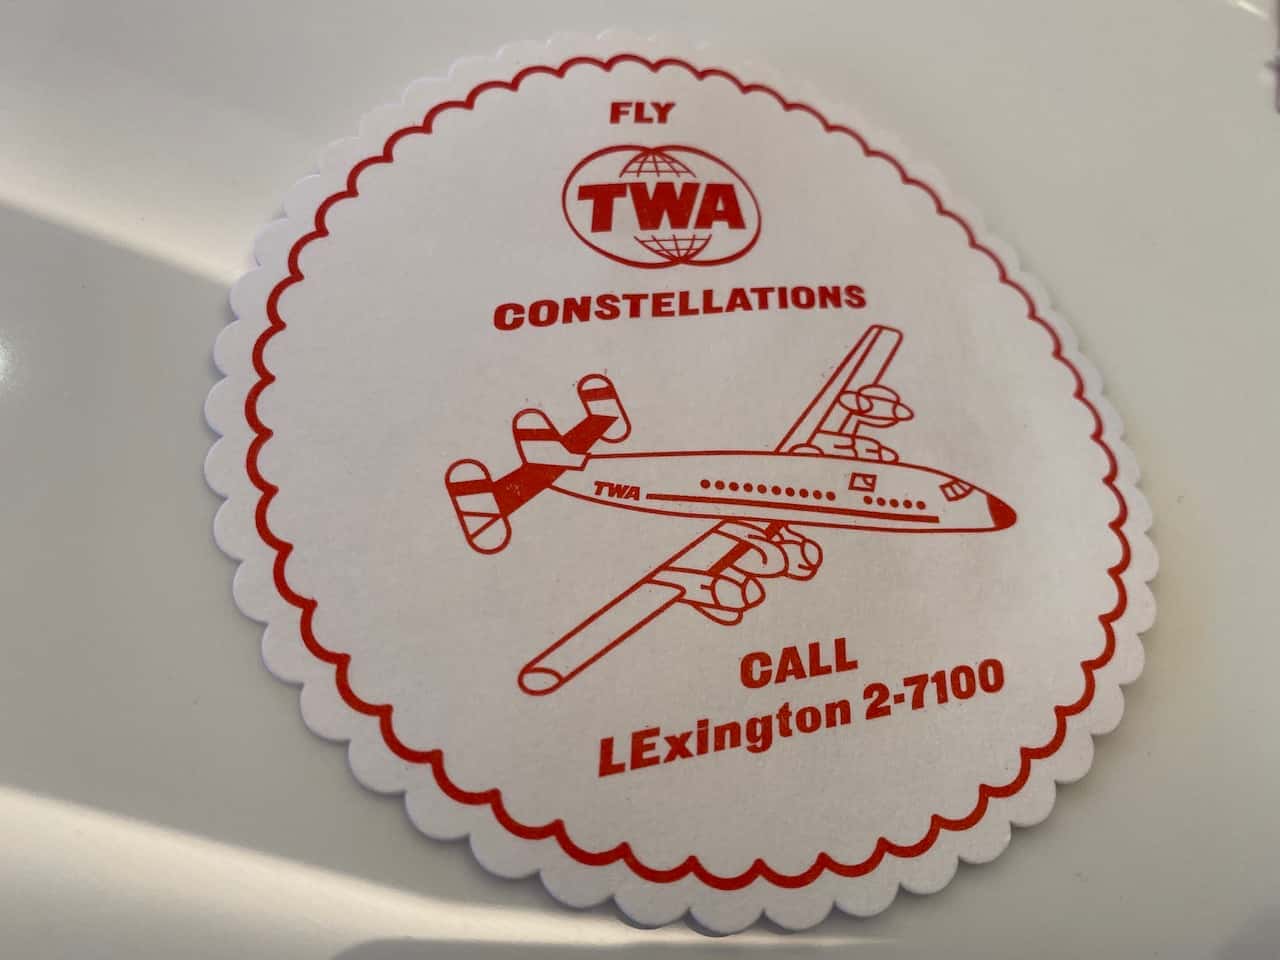 FLY
TWA
CONSTELLATIONS
TWA
CALL
LExington 2-7100